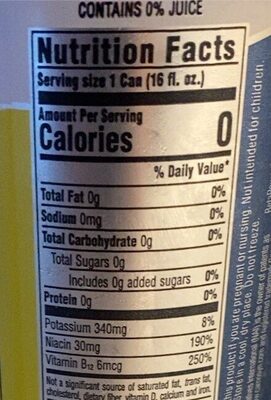 CONTAINS 0% JUICE
Nutrition Facts
Serving size 1 Can (16 fl. oz.)
Amount Per Serving
Calories 0
% Daily Value*
Total Fat 0g 0%
Sodium 0mg 0%
Total Carbohydrate 0g 0%
Total Sugars 0g
Includes 0g added sugars 0%
Protein 0g 0%
Potassium 340mg 8%
Niacin 30mg 190%
Vitamin B12 6mcg 250%
Not a significant source of saturated fat, trans fat,
cholesterol, dietary fiber, vitamin D, calcium and iron.
this product if you are pregnant or nursing. Not intended for children.
in a cool, dry place. Do not freeze.